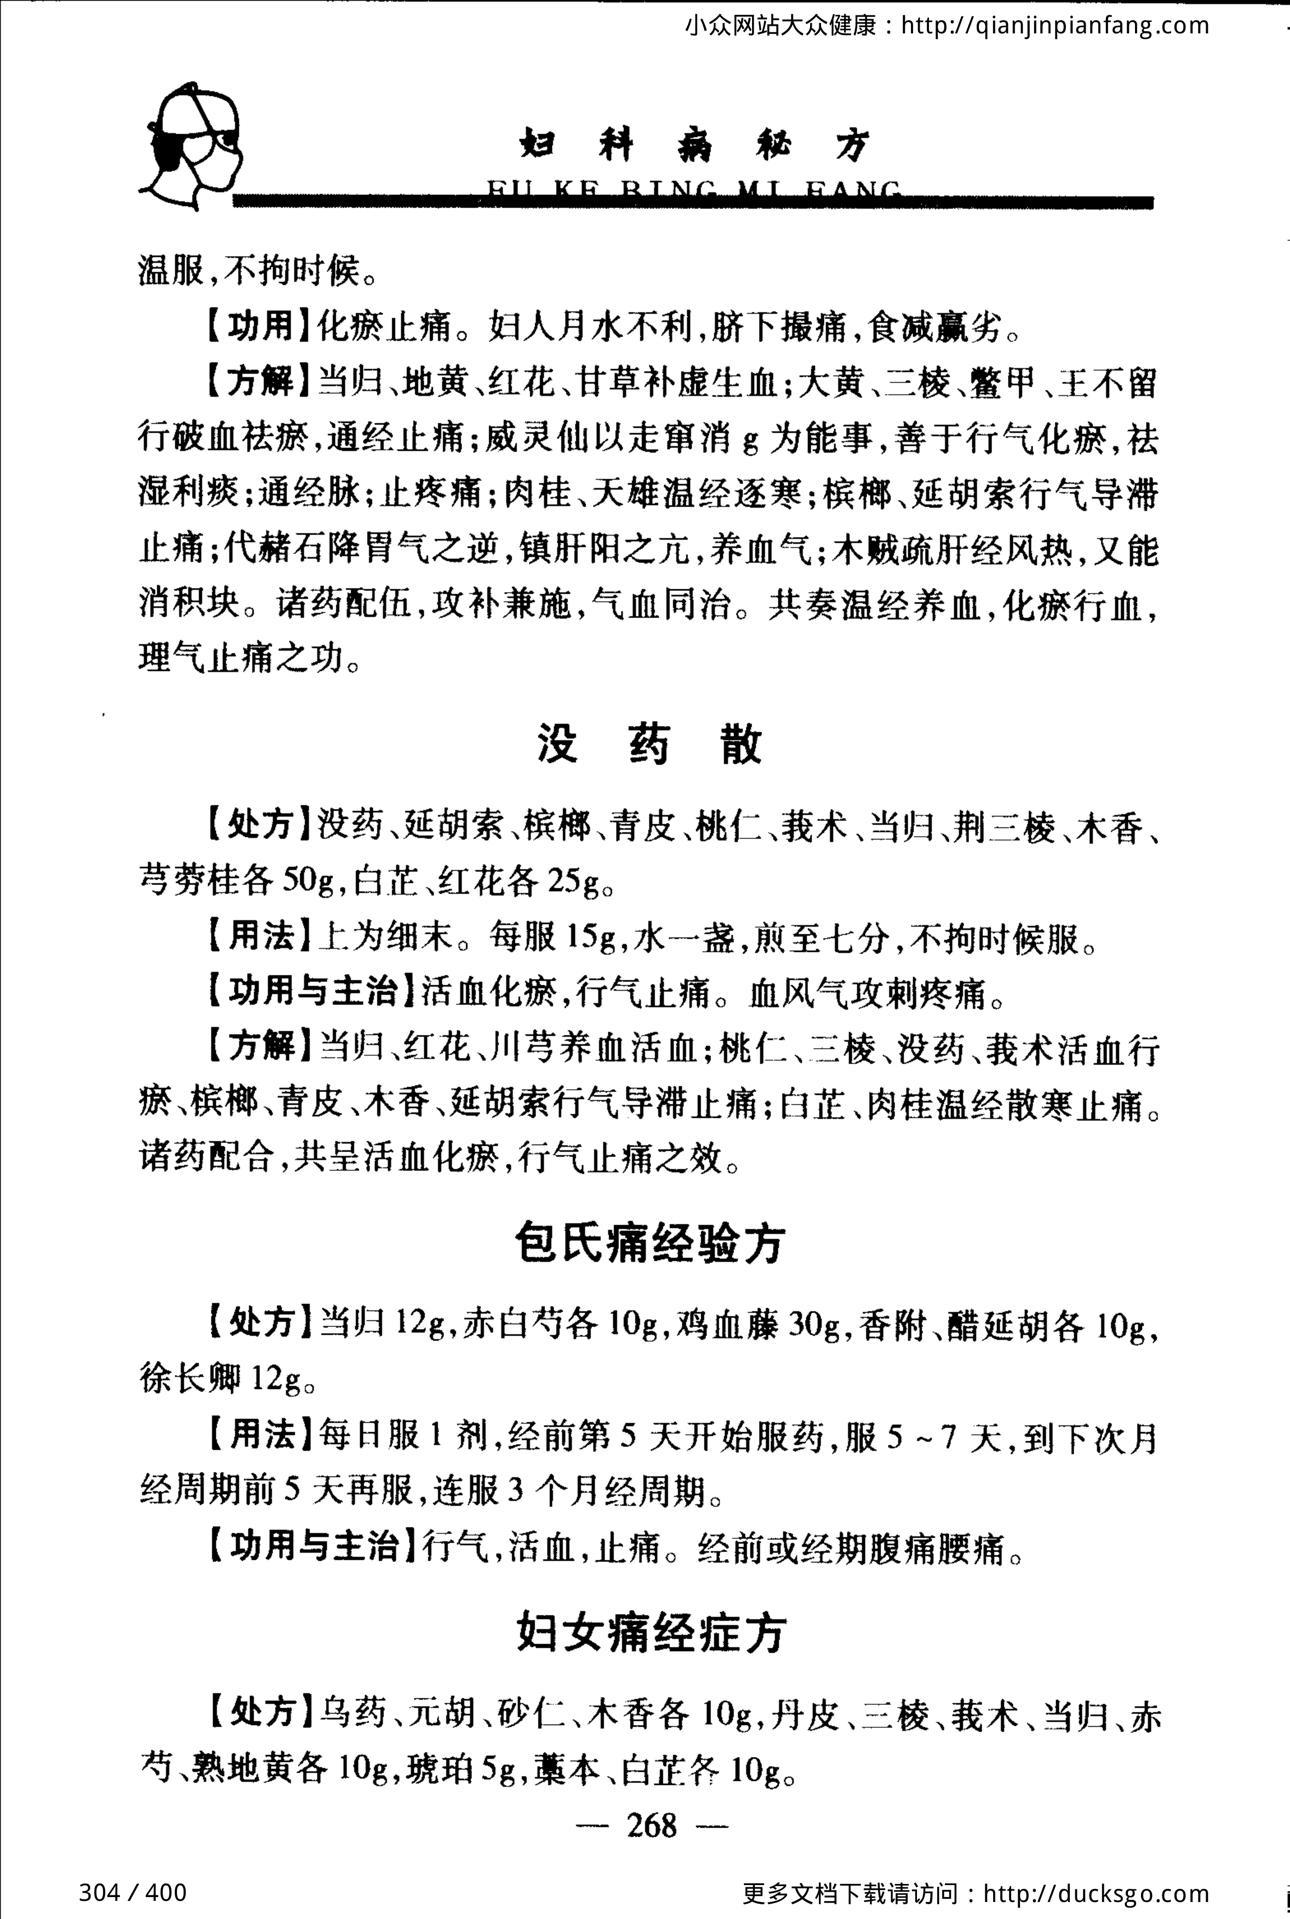 小众网站大众健康：http://qianjinpianfang.com
妇科病秘方
FU KE BING MI FANG
温服,不拘时候。
【功用】化瘀止痛。妇人月水不利,脐下撮痛,食减赢劣。
【方解】当归、地黄、红花、甘草补虚生血;大黄、三棱、鳖甲、王不留
行破血祛瘀,通经止痛;威灵仙以走窜消 g 为能事,善于行气化瘀,祛
湿利痰;通经脉;止疼痛;肉桂、天雄温经逐寒;槟榔、延胡索行气导滞
止痛;代赭石降胃气之逆,镇肝阳之亢,养血气;木贼疏肝经风热,又能
消积块。诸药配伍,攻补兼施,气血同治。共奏温经养血,化瘀行血,
理气止痛之功。
没药散
【处方】没药、延胡索、槟榔、青皮、桃仁、莪术、当归、荆三棱、木香、
芎䓖桂各 50g,白芷、红花各 25g。
【用法】上为细末。每服 15g,水一盏,煎至七分,不拘时候服。
【功用与主治】活血化瘀,行气止痛。血风气攻刺疼痛。
【方解】当归、红花、川芎养血活血;桃仁、三棱、没药、莪术活血行
瘀、槟榔、青皮、木香、延胡索行气导滞止痛;白芷、肉桂温经散寒止痛。
诸药配合,共呈活血化瘀,行气止痛之效。
包氏痛经验方
【处方】当归 12g,赤白芍各 10g,鸡血藤 30g,香附、醋延胡各 10g,
徐长卿 12g。
【用法】每日服 1 剂,经前第 5 天开始服药,服 5～7 天,到下次月
经周期前 5 天再服,连服 3 个月经周期。
【功用与主治】行气,活血,止痛。经前或经期腹痛腰痛。
妇女痛经症方
【处方】乌药、元胡、砂仁、木香各 10g,丹皮、三棱、莪术、当归、赤
芍、熟地黄各 10g,琥珀 5g,藁本、白芷各 10g。
— 268 —
304 / 400
更多文档下载请访问：http://ducksgo.com